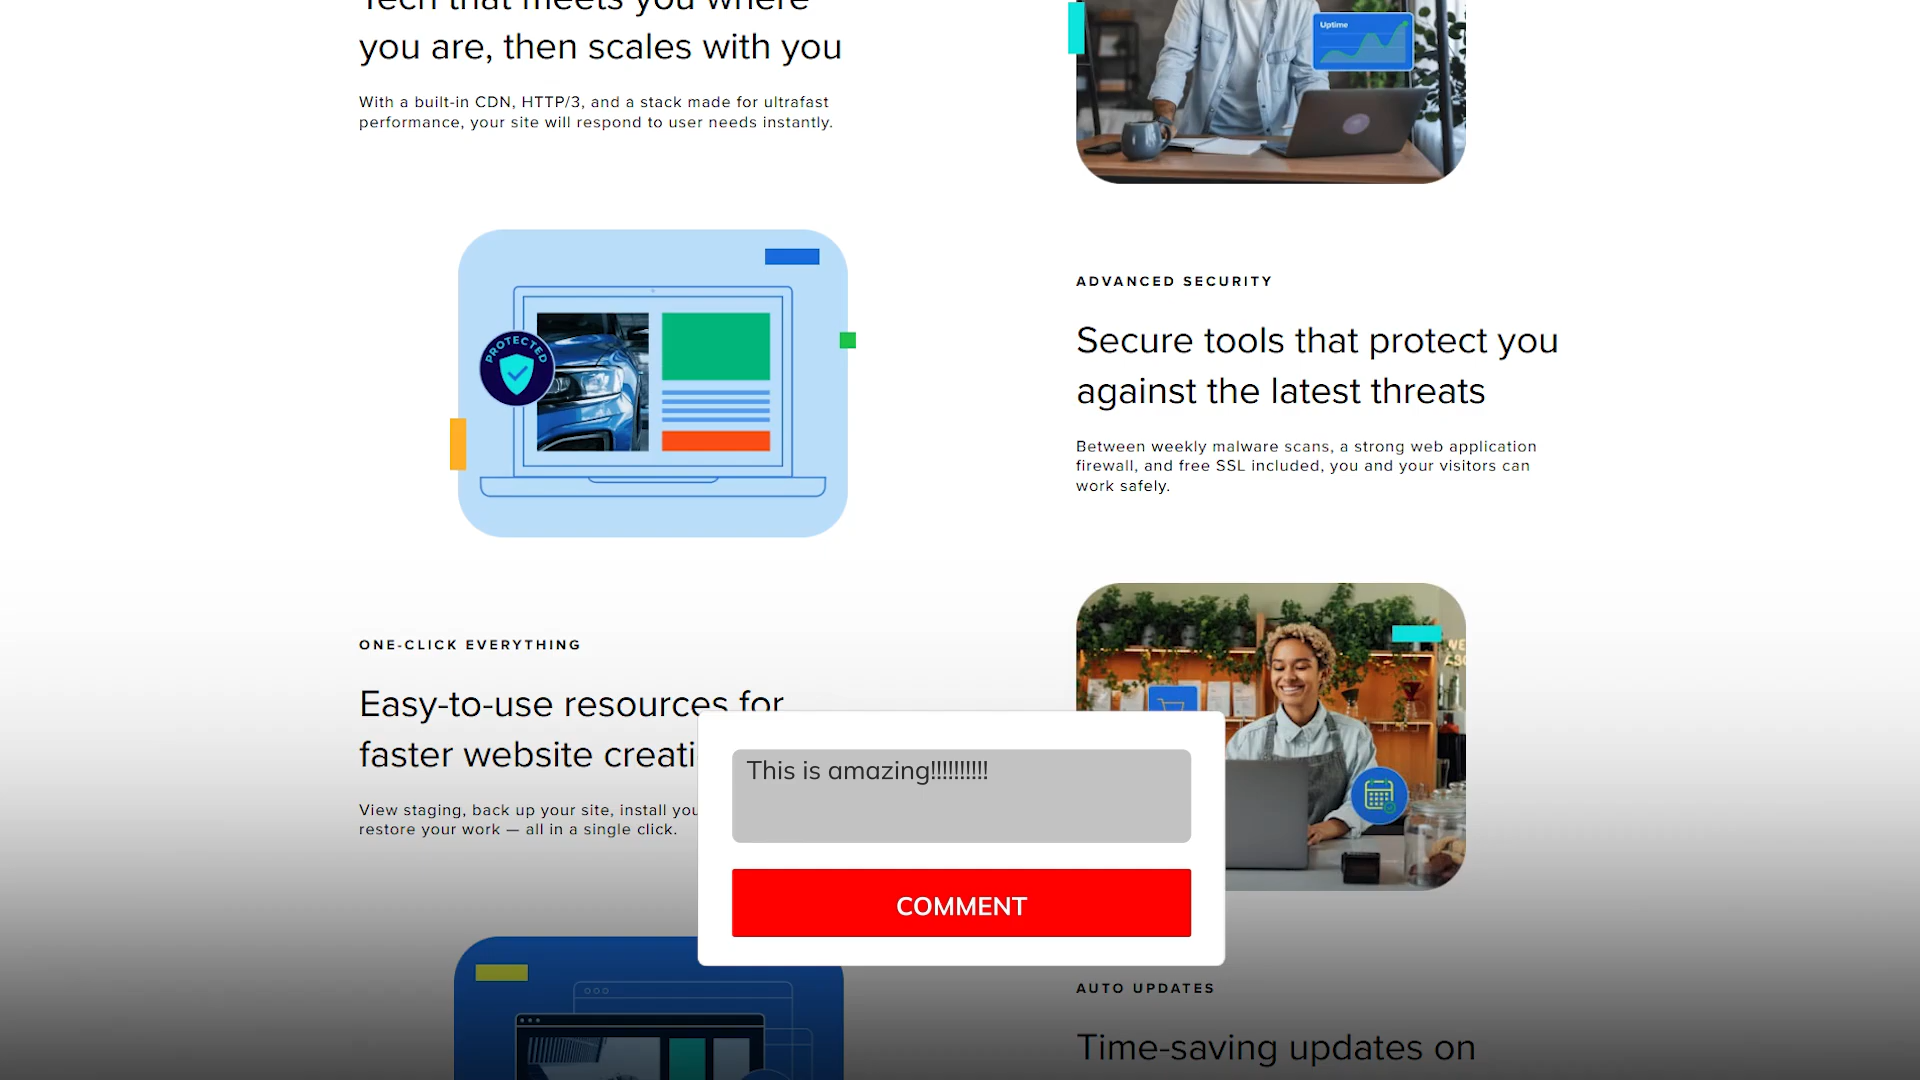 Tech that meets you where
you are, then scales with you
With a built-in CDN, HTTP/3, and a stack made for ultrafast
performance, your site will respond to user needs instantly.
Uptime
PROTECTED
ADVANCED SECURITY
Secure tools that protect you
against the latest threats
Between weekly malware scans, a strong web application
firewall, and free SSL included, you and your visitors can
work safely.
ONE-CLICK EVERYTHING
Easy-to-use resources for
faster website creati
View staging, back up your site, install you
restore your work — all in a single click.
This is amazing!!!!!!!!!!
COMMENT
AUTO UPDATES
Time-saving updates on